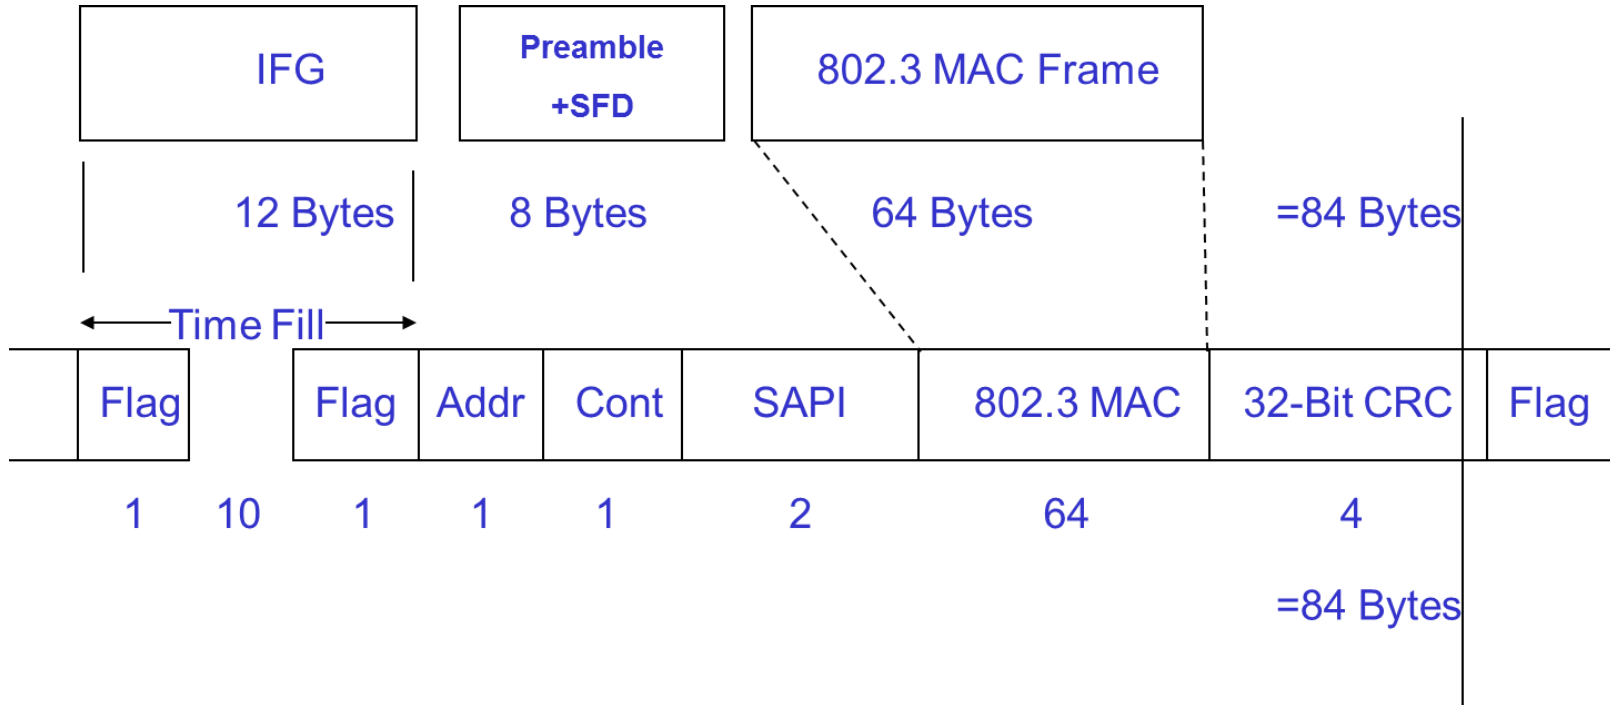 IFG
Preamble
+SFD
802.3 MAC Frame
12 Bytes
8 Bytes
64 Bytes
=84 Bytes
Time Fill
Flag
Flag
Addr
Cont
SAPI
802.3 MAC
32-Bit CRC
Flag
1
10
1
1
1
2
64
4
=84 Bytes